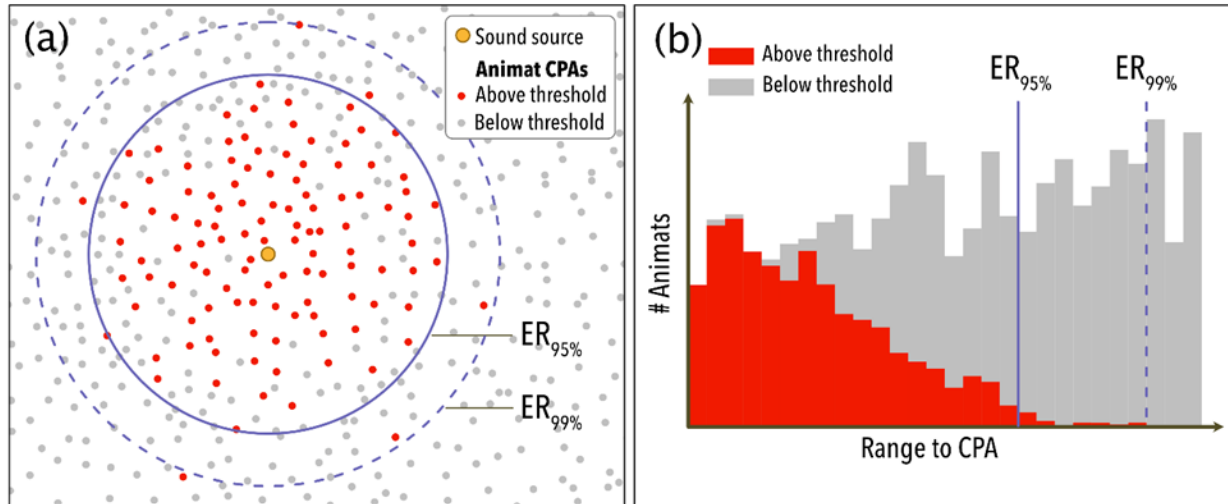 (a)
Sound source
Animat CPAs
Above threshold
Below threshold
ER95%
ER99%
(b)
Above threshold
Below threshold
ER95%
ER99%
# Animats
Range to CPA